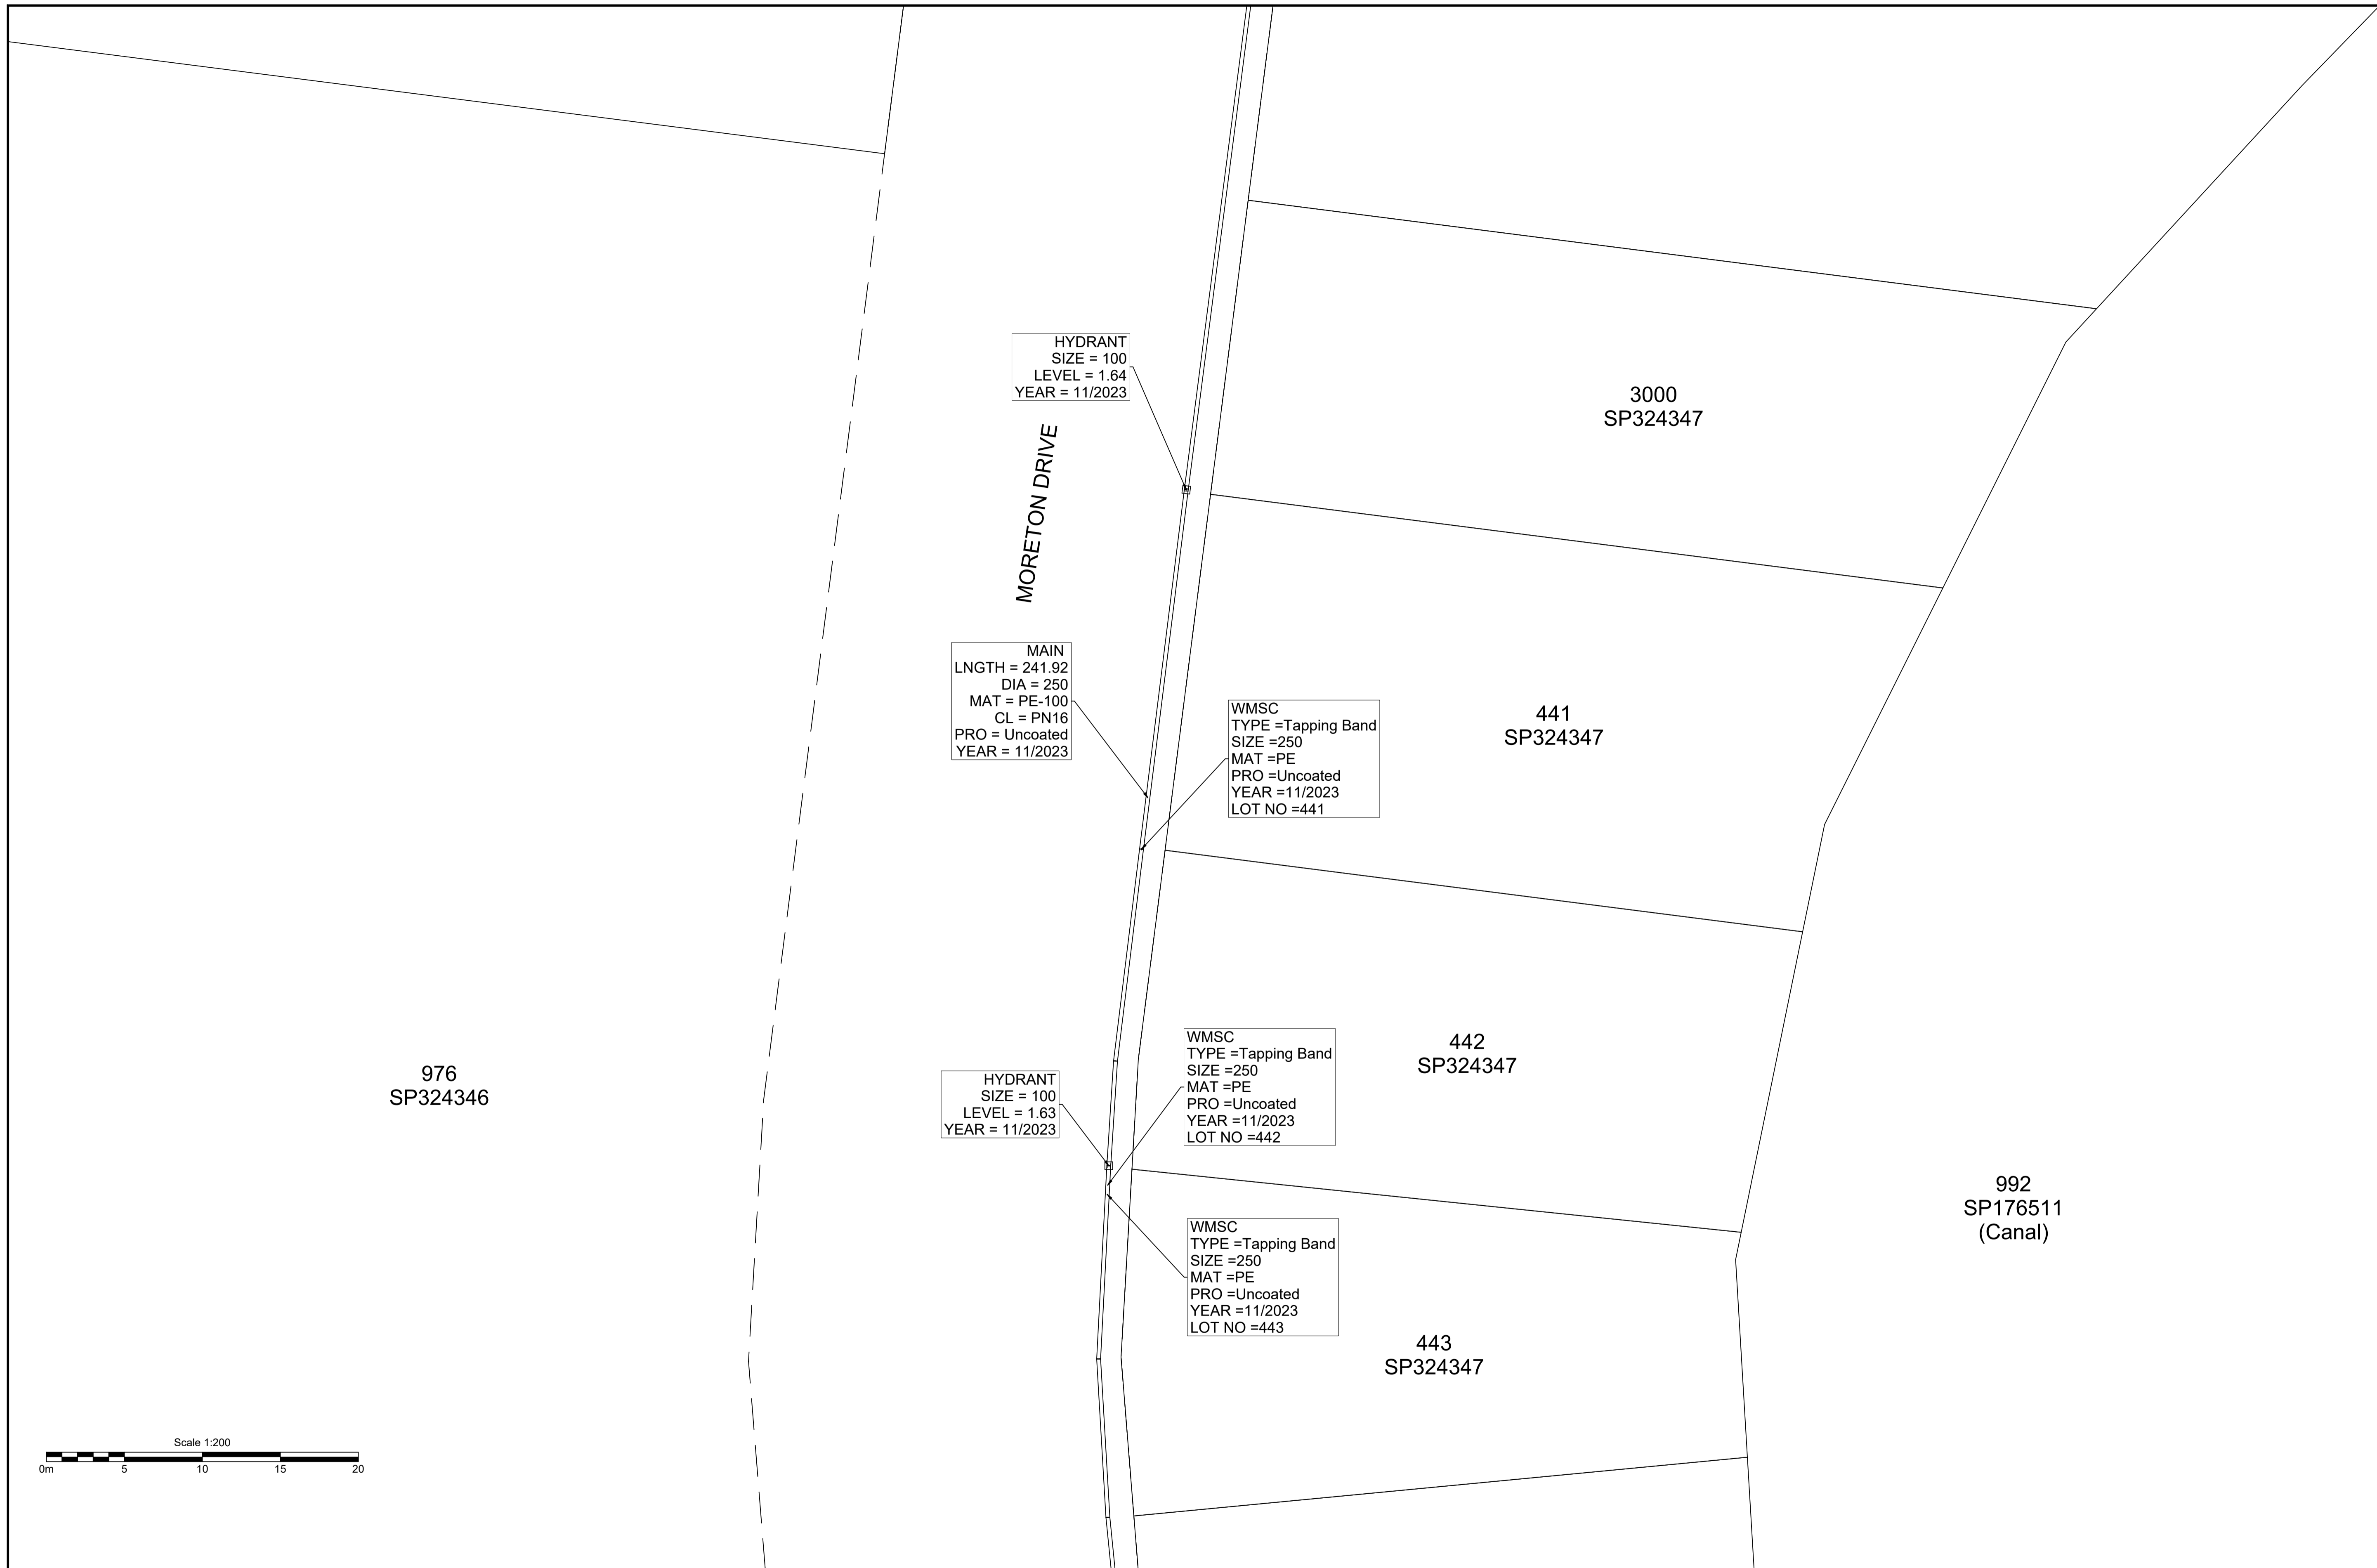 HYDRANT
SIZE = 100
LEVEL = 1.64
YEAR = 11/2023
3000
SP324347
MORETON DRIVE
MAIN
LNGTH = 241.92
DIA = 250
MAT = PE-100
CL = PN16
PRO = Uncoated
YEAR = 11/2023
WMSC
TYPE =Tapping Band
SIZE =250
MAT =PE
PRO =Uncoated
YEAR =11/2023
LOT NO =441
441
SP324347
976
SP324346
HYDRANT
SIZE = 100
LEVEL = 1.63
YEAR = 11/2023
WMSC
TYPE =Tapping Band
SIZE =250
MAT =PE
PRO =Uncoated
YEAR =11/2023
LOT NO =442
442
SP324347
992
SP176511
(Canal)
WMSC
TYPE =Tapping Band
SIZE =250
MAT =PE
PRO =Uncoated
YEAR =11/2023
LOT NO =443
443
SP324347
Scale 1:200
0m 5 10 15 20